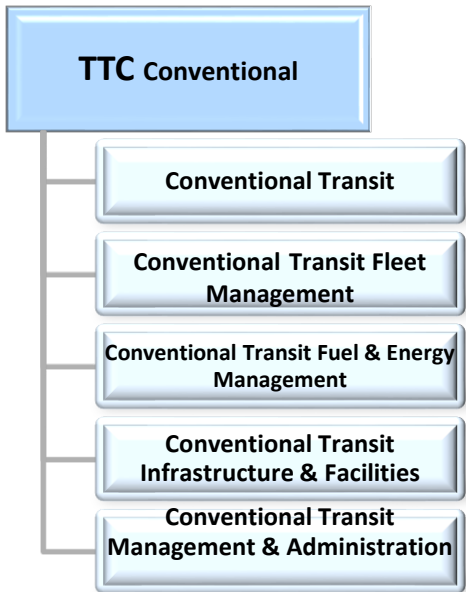 TTC Conventional
Conventional Transit
Conventional Transit Fleet
Management
Conventional Transit Fuel & Energy
Management
Conventional Transit
Infrastructure & Facilities
Conventional Transit
Management & Administration